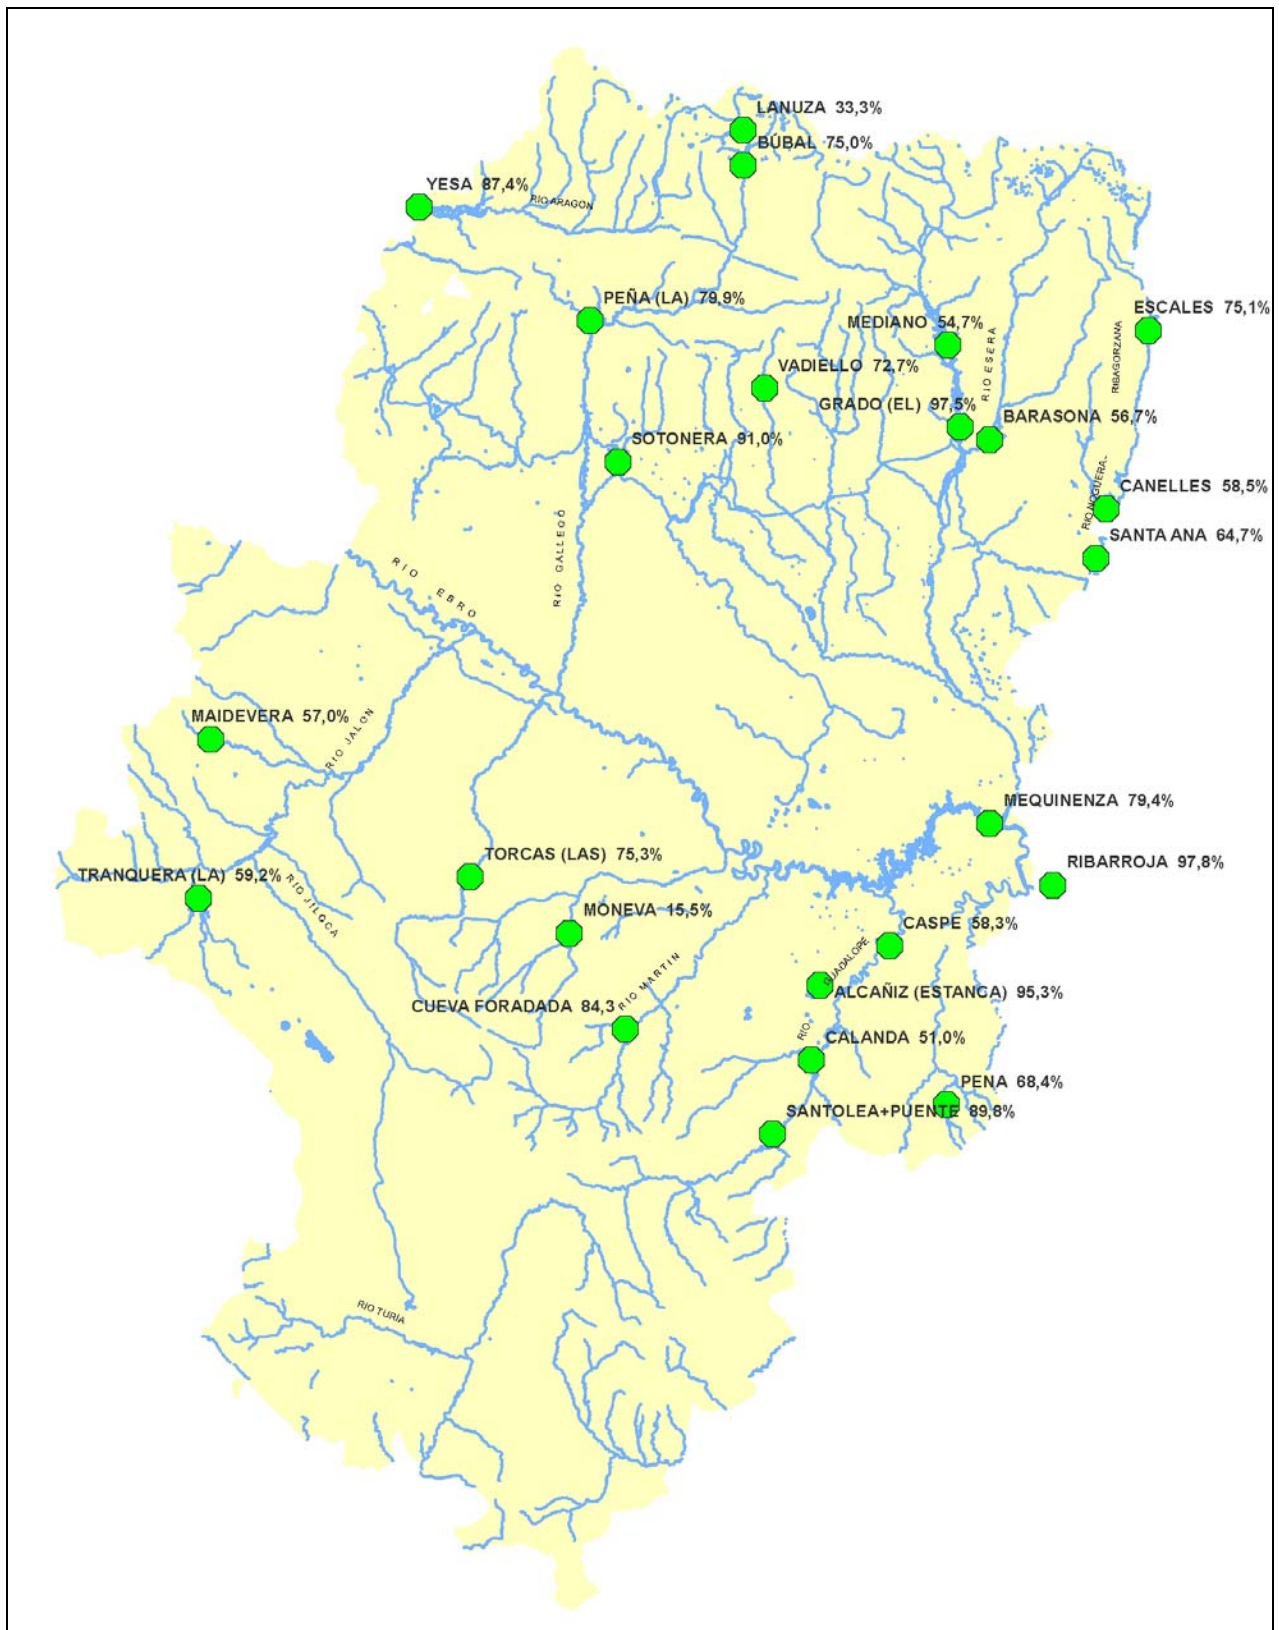 LANUZA 33,3%
BÚBAL 75,0%
YESA 87,4%
RIO ARAGON
PEÑA (LA) 79,9%
ESCALES 75,1%
MEDIANO 54,7%
RIO ESERA
RIBAGORZANA
VADIELLO 72,7%
GRADO (EL) 97,5%
BARASONA 56,7%
SOTONERA 91,0%
CANELLES 58,5%
RIO NOGUERA
SANTA ANA 64,7%
RIO GALLEGO
RIO EBRO
MAIDEVERA 57,0%
RIO JALON
MEQUINENZA 79,4%
TORCAS (LAS) 75,3%
RIBARROJA 97,8%
TRANQUERA (LA) 59,2%
RIO JILOCA
MONEVA 15,5%
CASPE 58,3%
RIO GUADALOPE
RIO MARTIN
ALCAÑIZ (ESTANCA) 95,3%
CUEVA FORADADA 84,3
CALANDA 51,0%
PENA 68,4%
SANTOLEA+PUENTE 89,8%
RIO TURIA